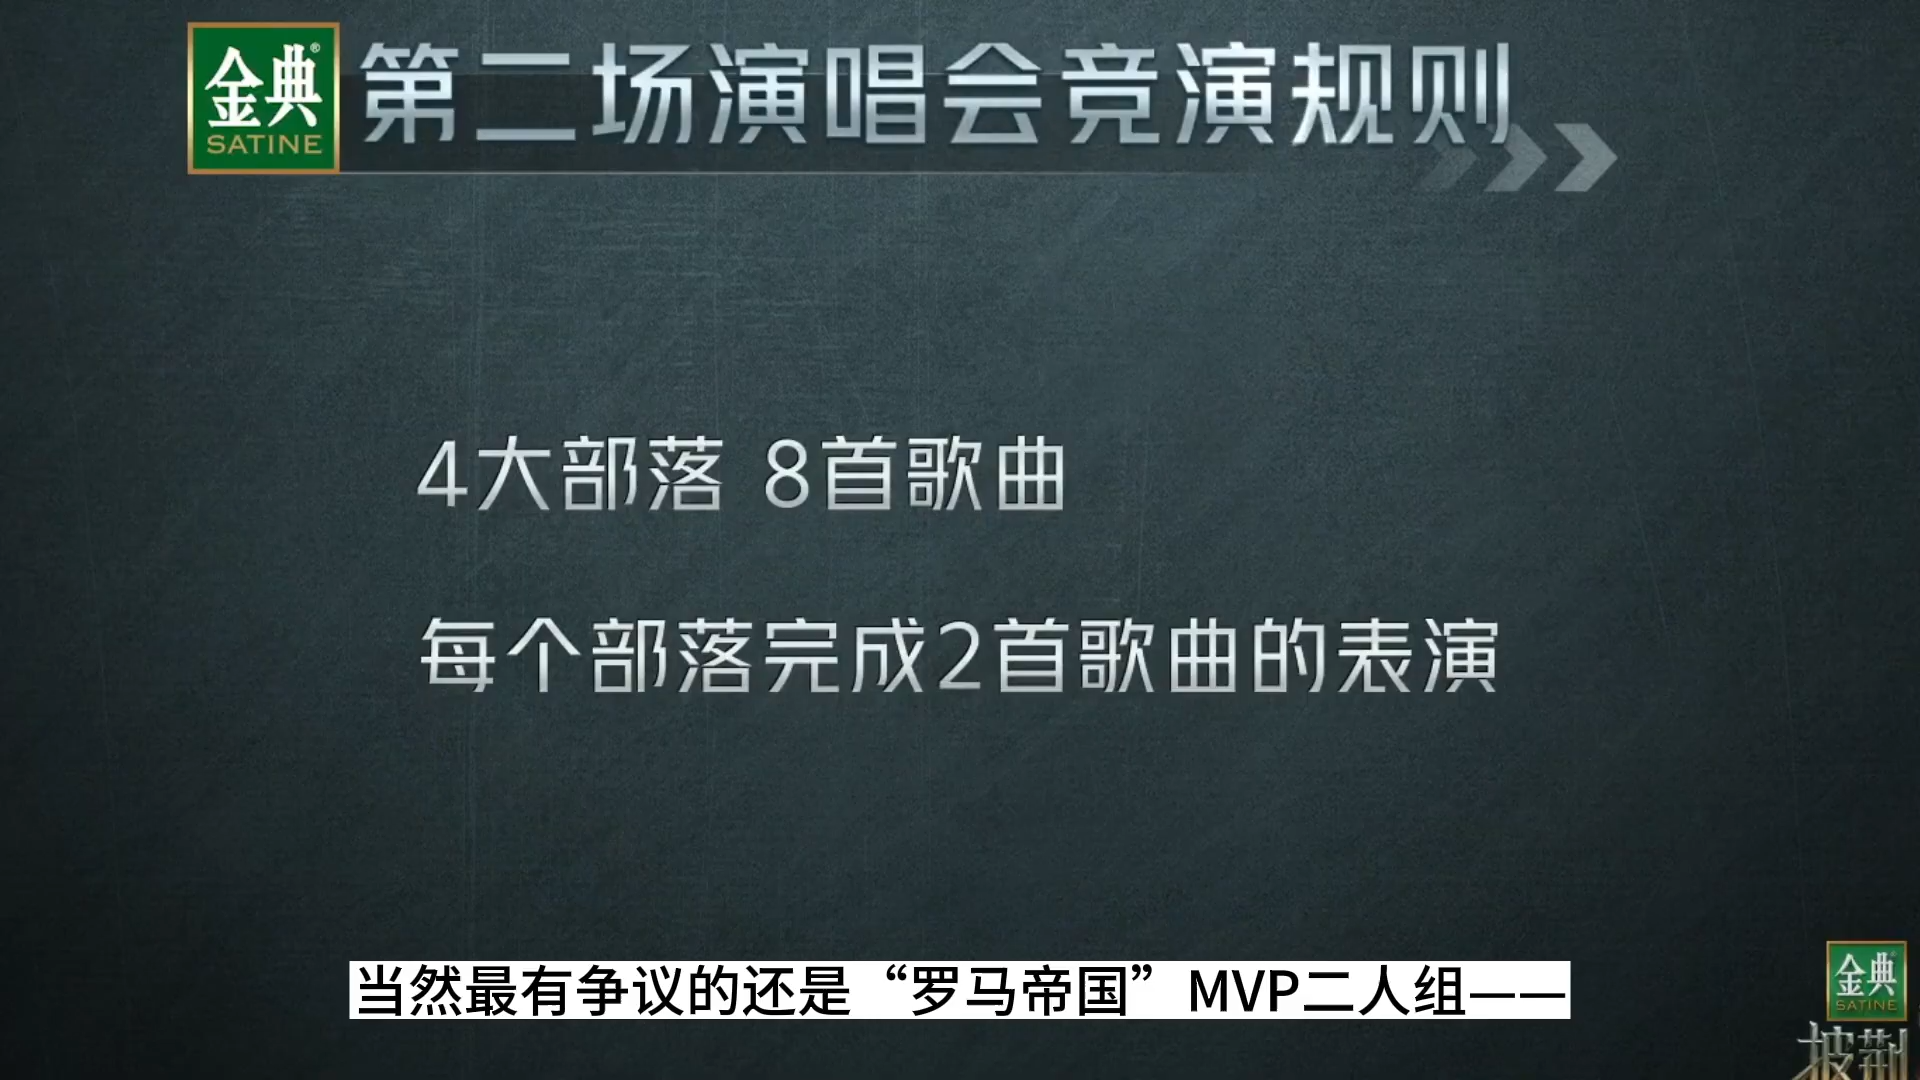 金典®
SATINE
第二场演唱会竞演规则
4大部落 8首歌曲
每个部落完成2首歌曲的表演
当然最有争议的还是“罗马帝国”MVP二人组——
金典
SATINE
披荆